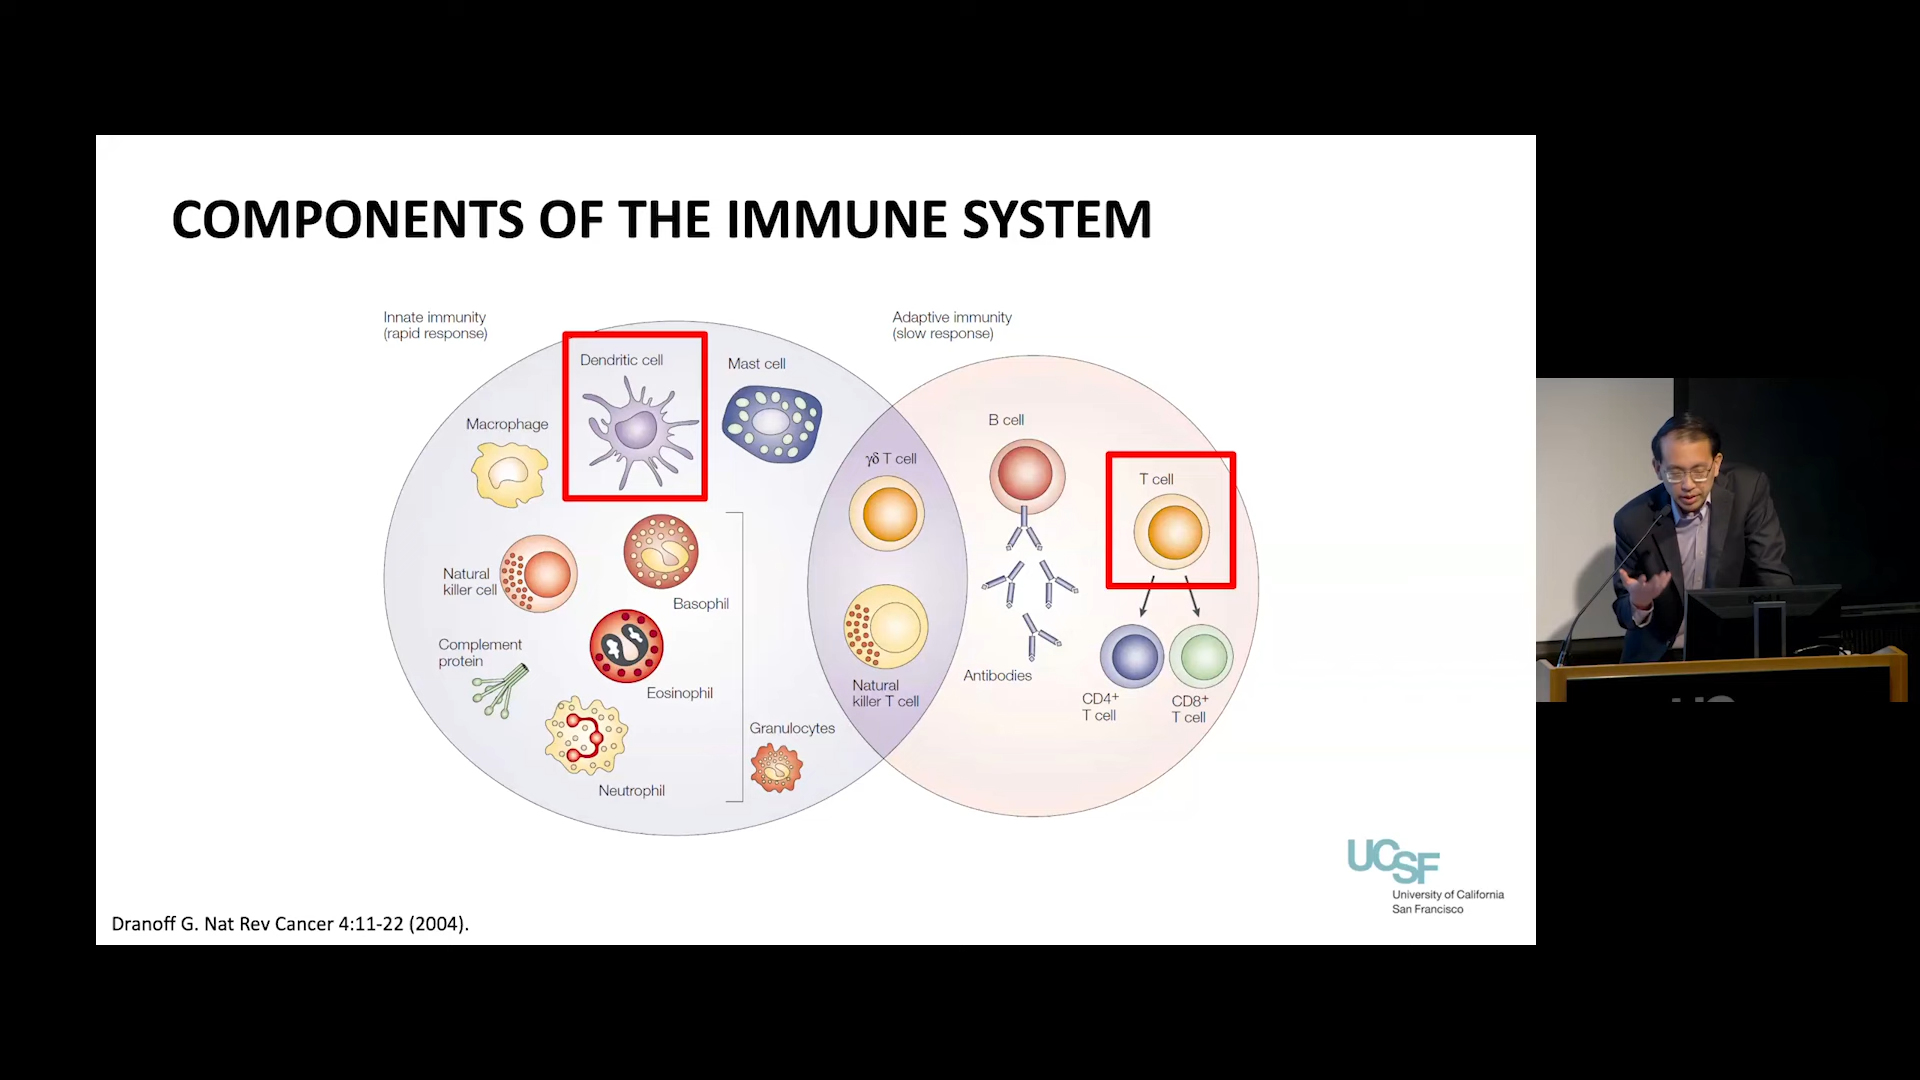 COMPONENTS OF THE IMMUNE SYSTEM
Innate immunity
(rapid response)
Adaptive immunity
(slow response)
Dendritic cell
Mast cell
Macrophage
B cell
γδ T cell
T cell
Natural
killer cell
Basophil
Complement
protein
Eosinophil
Antibodies
Natural
killer T cell
CD4+
T cell
CD8+
T cell
Granulocytes
Neutrophil
UCSF
University of California
San Francisco
Dranoff G. Nat Rev Cancer 4:11-22 (2004).